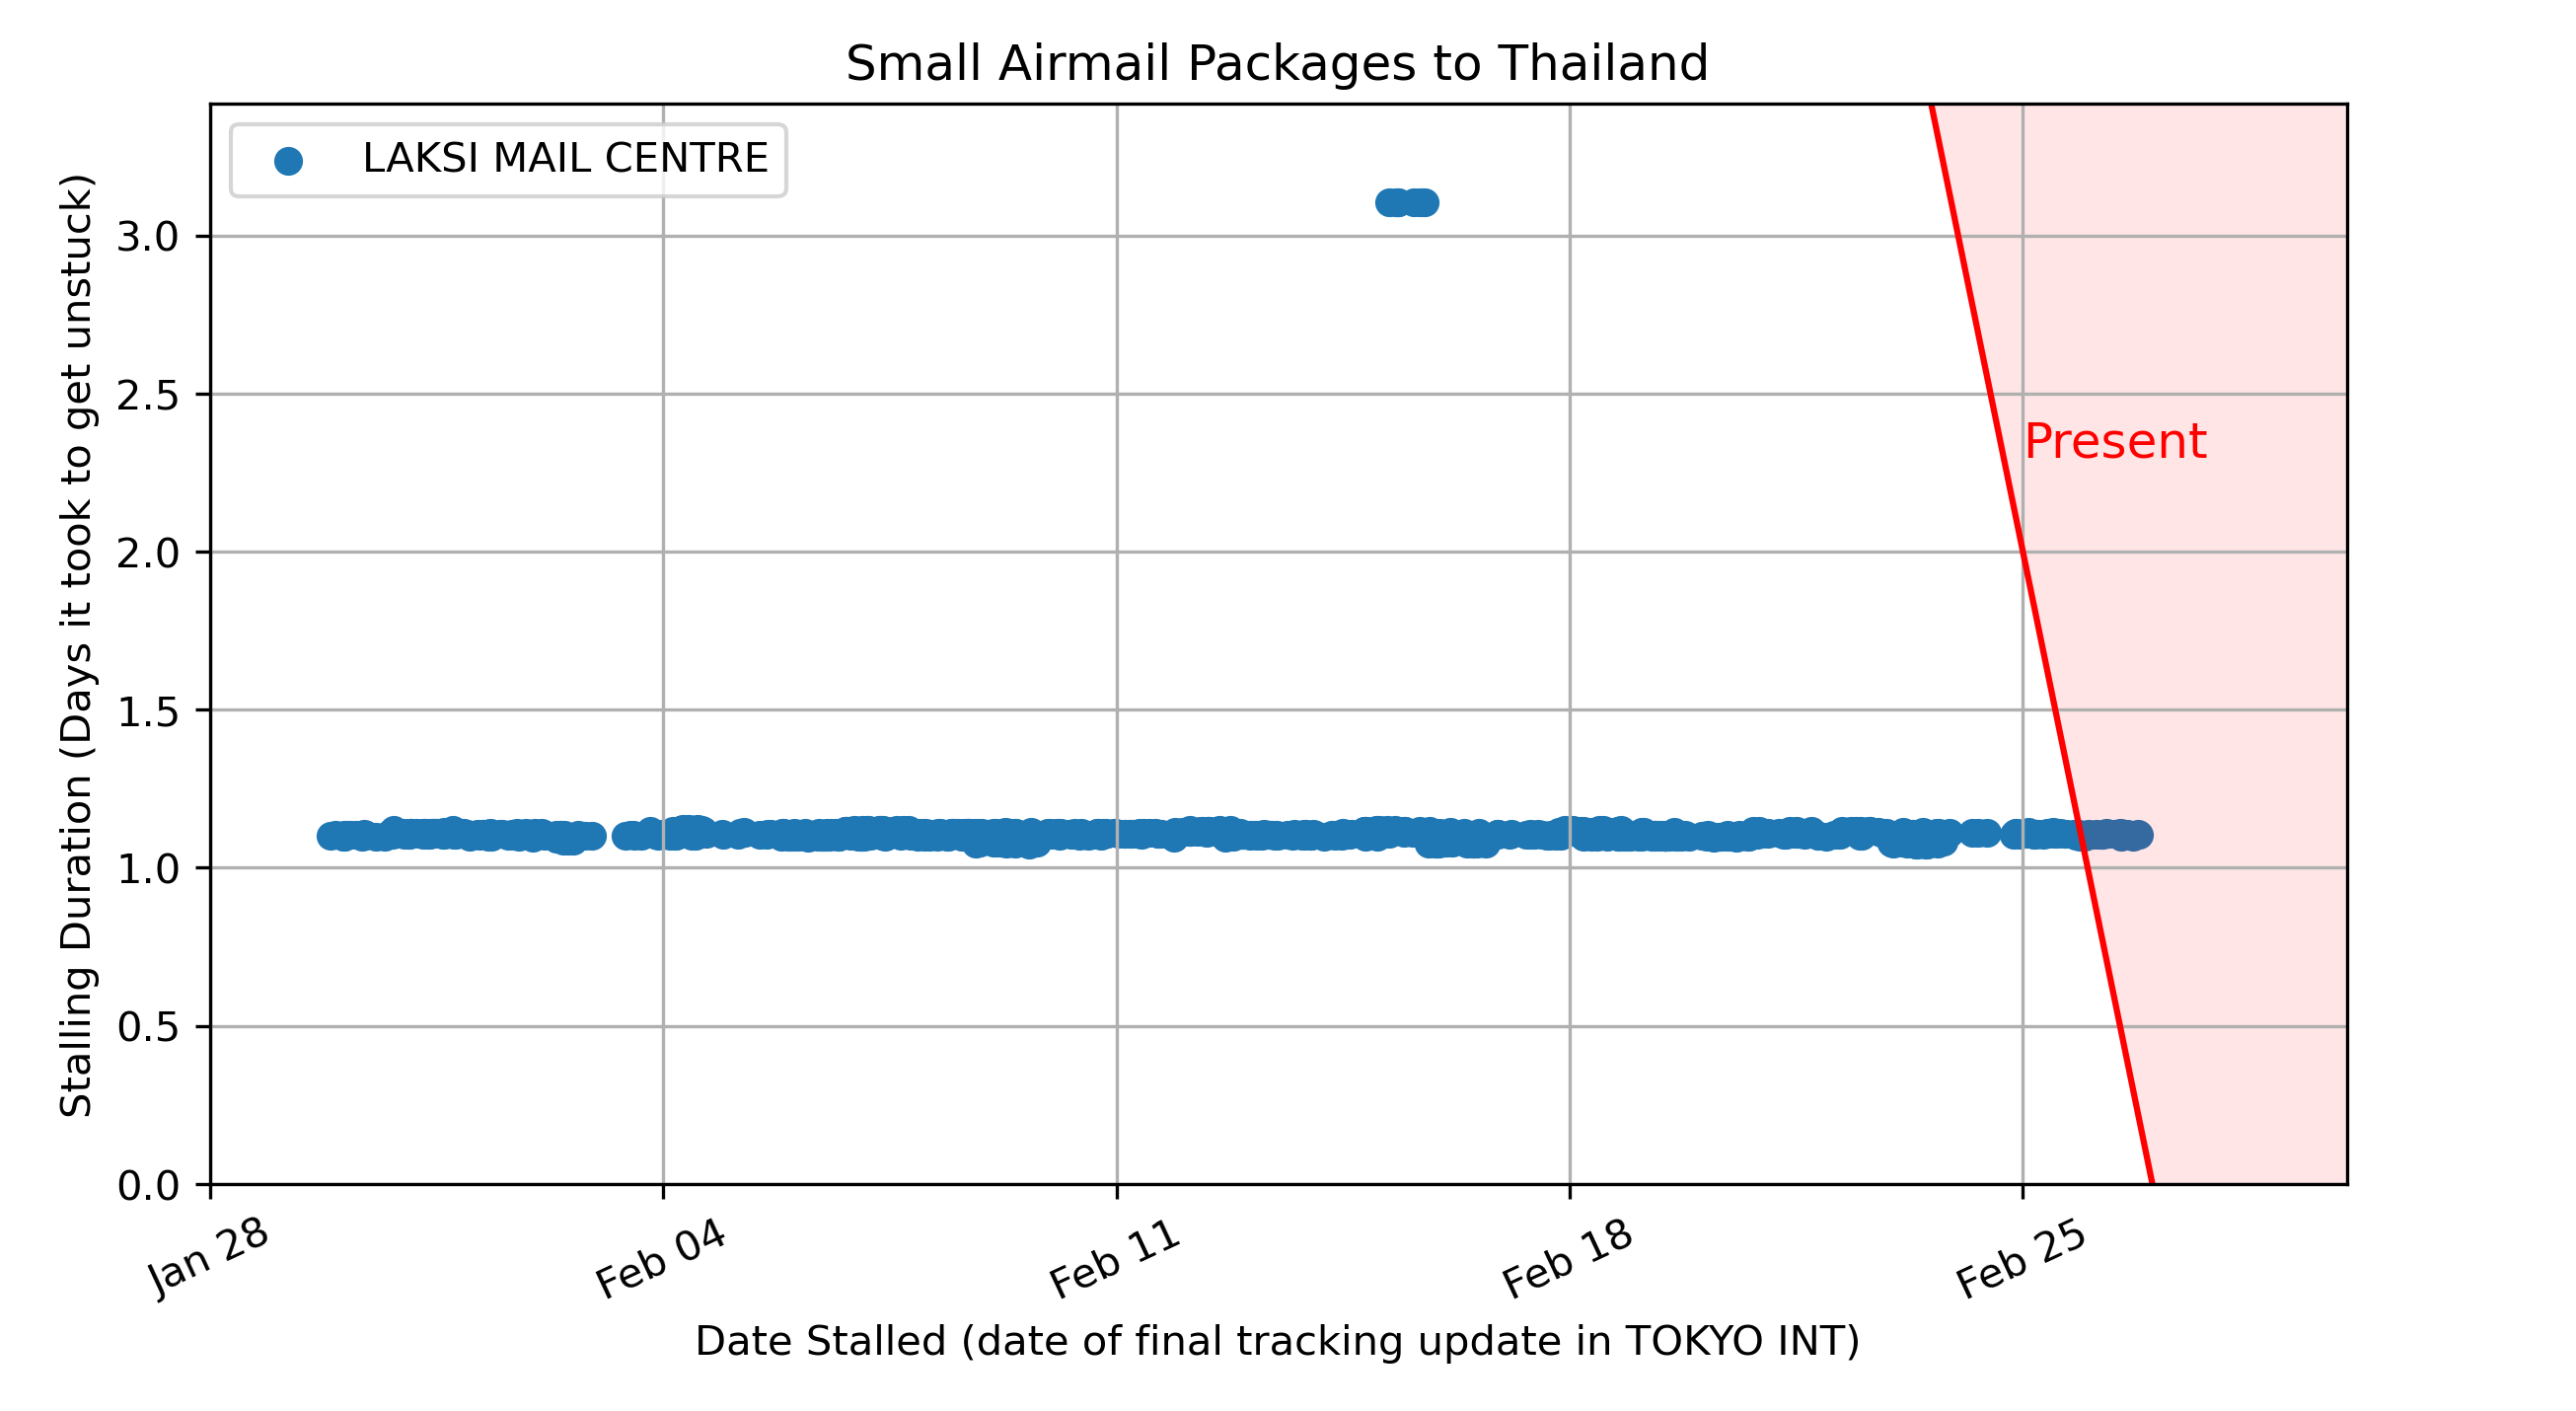 Small Airmail Packages to Thailand
LAKSI MAIL CENTRE
Stalling Duration (Days it took to get unstuck)
3.0
2.5
2.0
1.5
1.0
0.5
0.0
Present
Jan 28
Feb 04
Feb 11
Feb 18
Feb 25
Date Stalled (date of final tracking update in TOKYO INT)